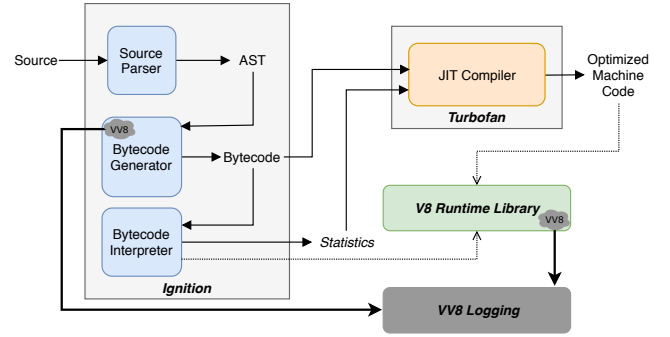 Source
Source
Parser
AST
VV8
Bytecode
Generator
Bytecode
Bytecode
Interpreter
Statistics
Ignition
JIT Compiler
Turbofan
Optimized
Machine
Code
V8 Runtime Library
VV8
VV8 Logging